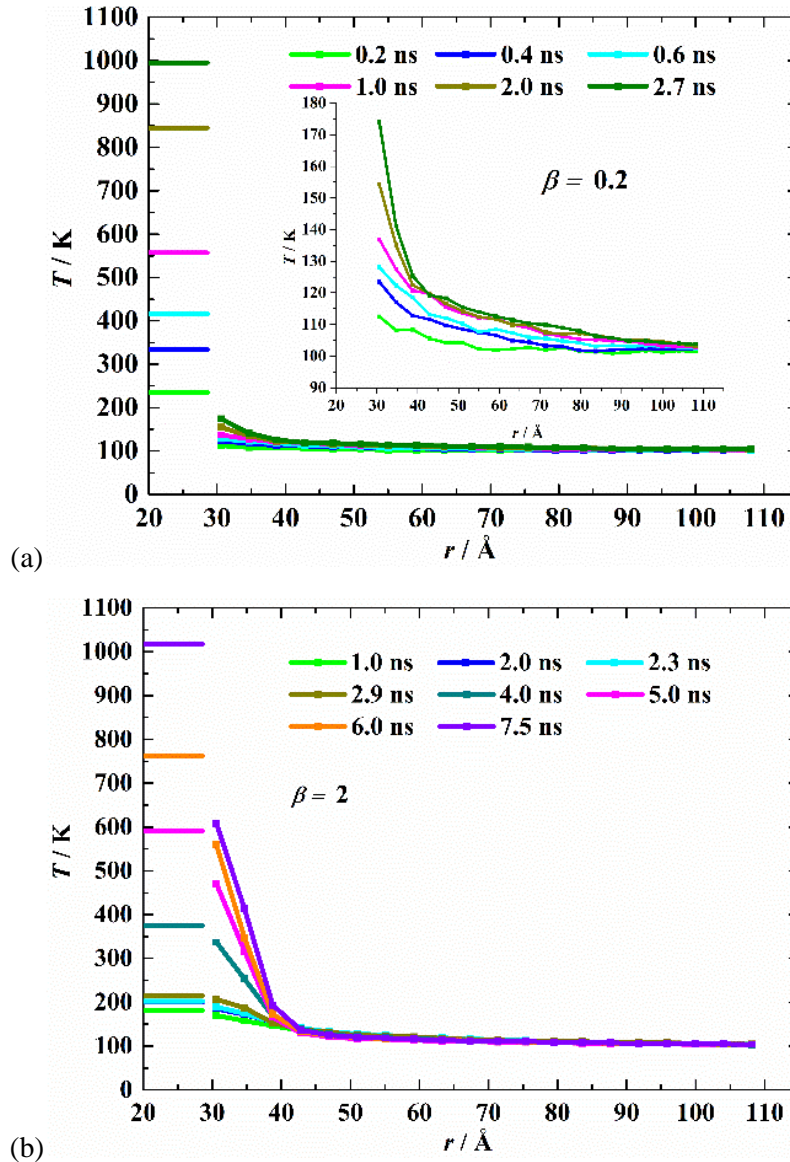 1100
1000
900
800
700
600
500
400
300
200
100
0
T / K
0.2 ns 0.4 ns 0.6 ns
1.0 ns 2.0 ns 2.7 ns
180
170
160
150
140
130
120
110
100
90
T / K
β = 0.2
20 30 40 50 60 70 80 90 100 110
r / Å
20 30 40 50 60 70 80 90 100 110
r / Å
(a)
1100
1000
900
800
700
600
500
400
300
200
100
0
T / K
1.0 ns 2.0 ns 2.3 ns
2.9 ns 4.0 ns 5.0 ns
6.0 ns 7.5 ns
β = 2
20 30 40 50 60 70 80 90 100 110
r / Å
(b)